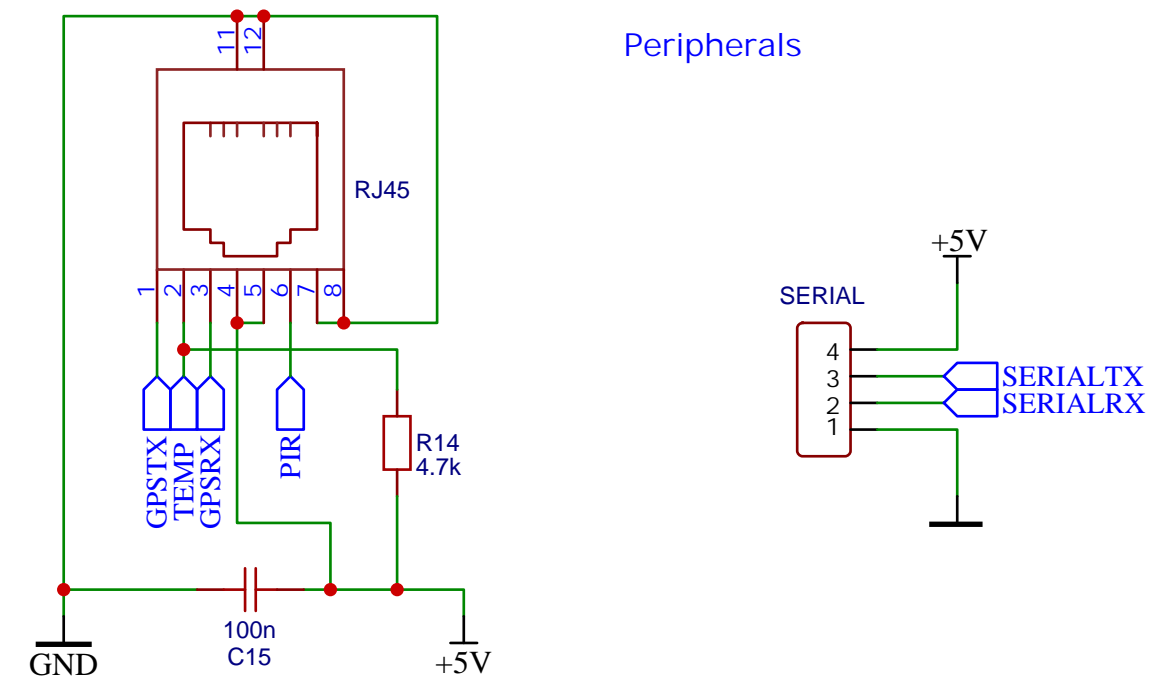 Peripherals
11
12
RJ45
1
2
3
4
5
6
7
8
GPSTX
TEMP
GPSRX
PIR
R14
4.7k
100n
C15
GND
+5V
+5V
SERIAL
4
3
2
1
SERIALTX
SERIALRX